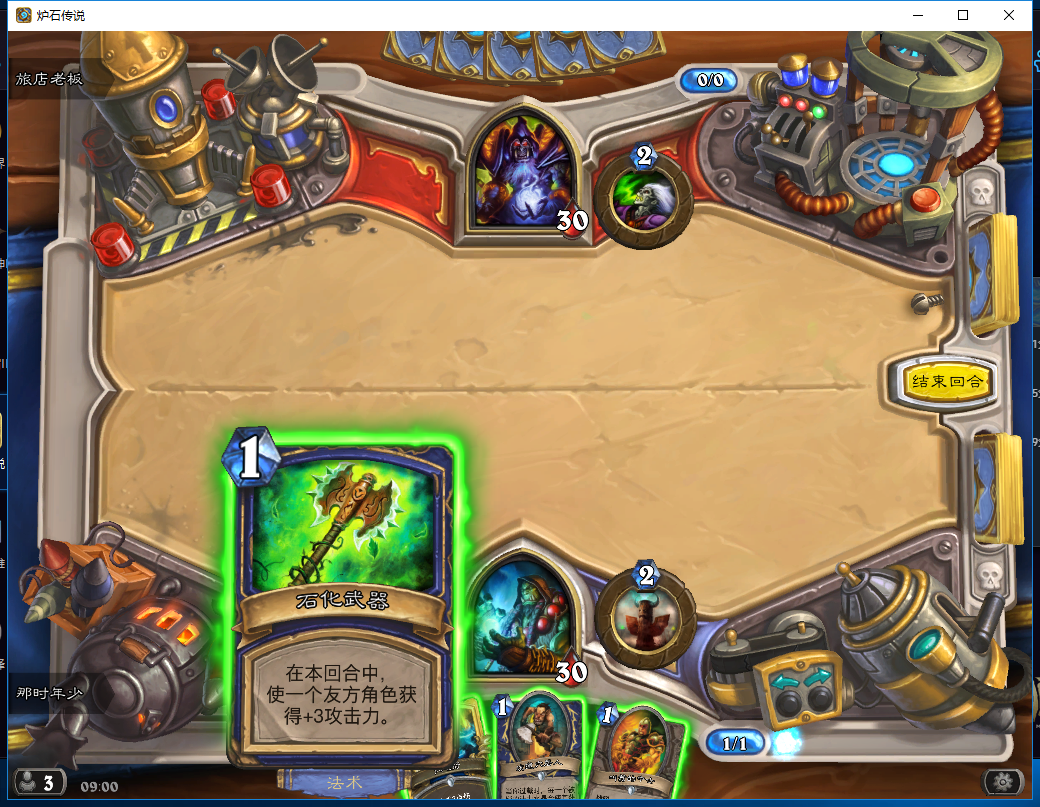 炉石传说
旅店老板
0/0
2
30
结束回合
1
石化武器
在本回合中，
使一个友方角色获
得+3攻击力。
2
30
那时年少
1
1
1/1
3
09:00
法术